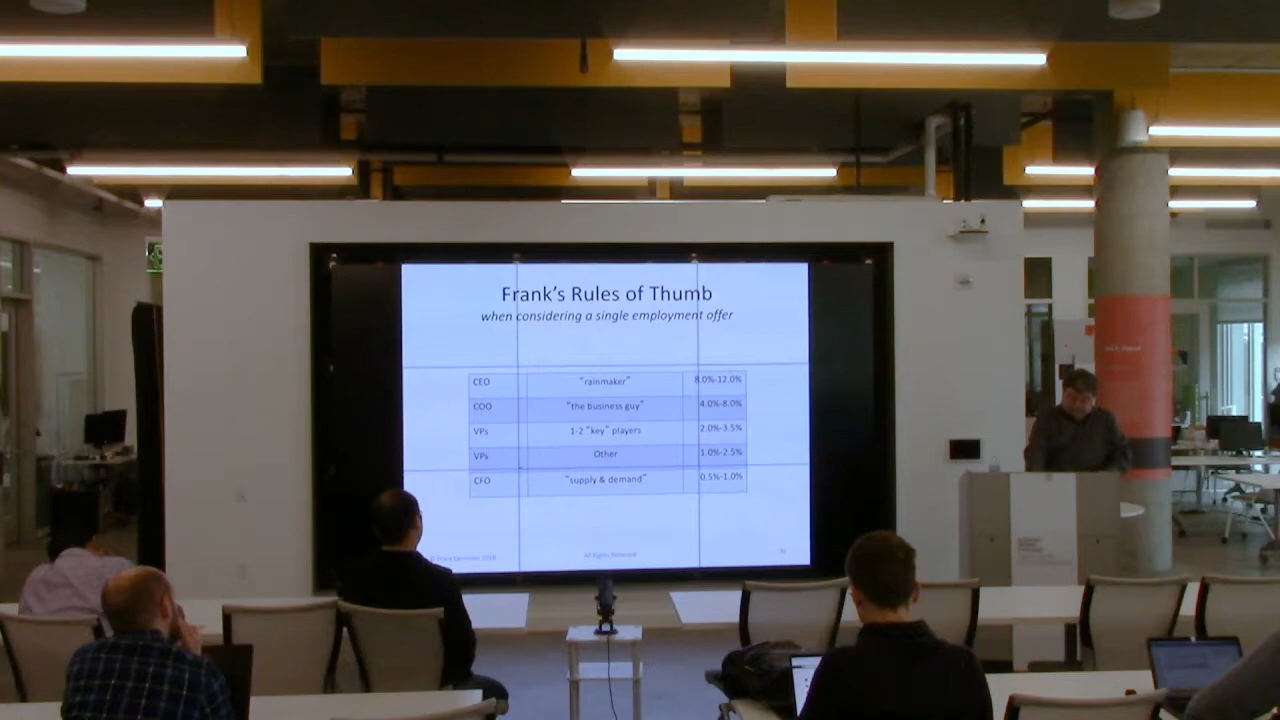 Frank's Rules of Thumb
when considering a single employment offer
CEO "rainmaker" 8.0%-12.0%
COO "the business guy" 4.0%-8.0%
VPs 1-2 "key" players 2.0%-3.5%
VPs Other 1.0%-2.5%
CFO "supply & demand" 0.5%-1.0%
All Rights Reserved